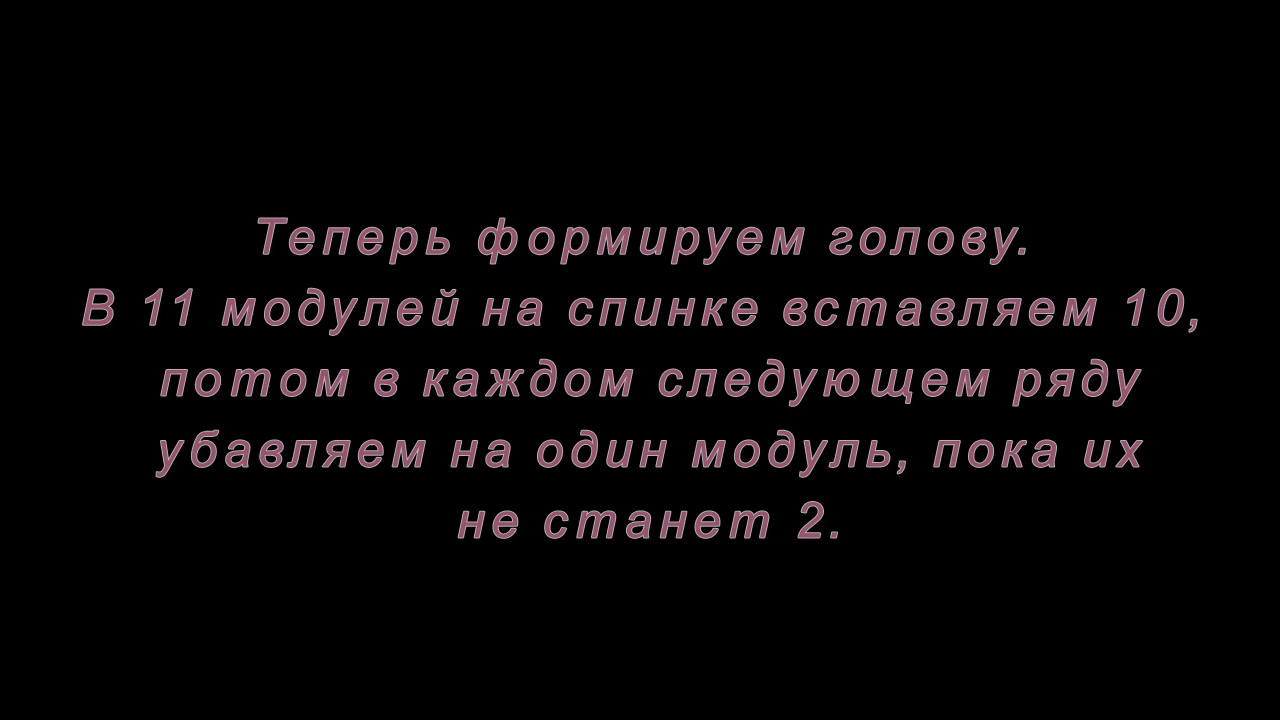 Теперь формируем голову.
В 11 модулей на спинке вставляем 10,
потом в каждом следующем ряду
убавляем на один модуль, пока их
не станет 2.